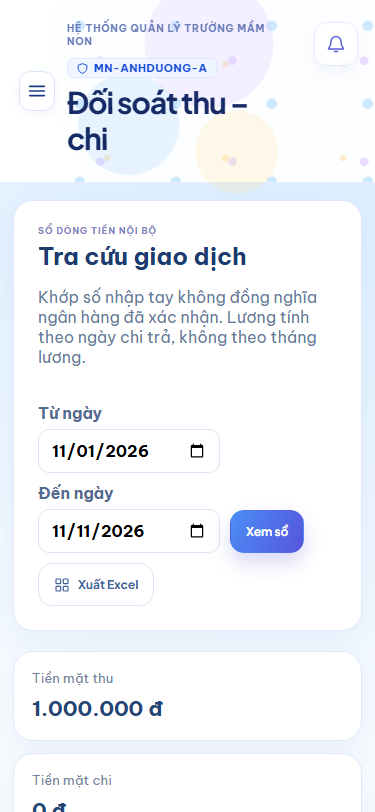 HỆ THỐNG QUẢN LÝ TRƯỜNG MẦM
NON
MN-ANHDUONG-A
Đối soát thu –
chi
SỔ DÒNG TIỀN NỘI BỘ
Tra cứu giao dịch
Khớp số nhập tay không đồng nghĩa
ngân hàng đã xác nhận. Lương tính
theo ngày chi trả, không theo tháng
lương.
Từ ngày
11/01/2026
Đến ngày
11/11/2026
Xem sổ
Xuất Excel
Tiền mặt thu
1.000.000 đ
Tiền mặt chi
0 đ